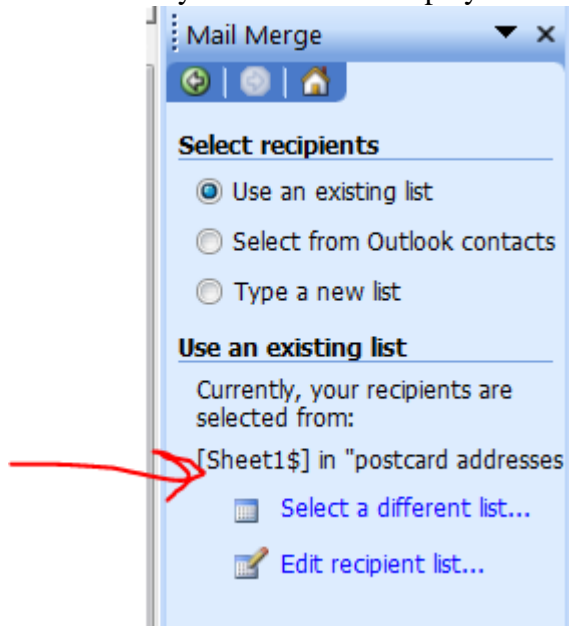 Mail Merge
Select recipients
Use an existing list
Select from Outlook contacts
Type a new list
Use an existing list
Currently, your recipients are
selected from:
[Sheet1$] in "postcard addresses
Select a different list...
Edit recipient list...